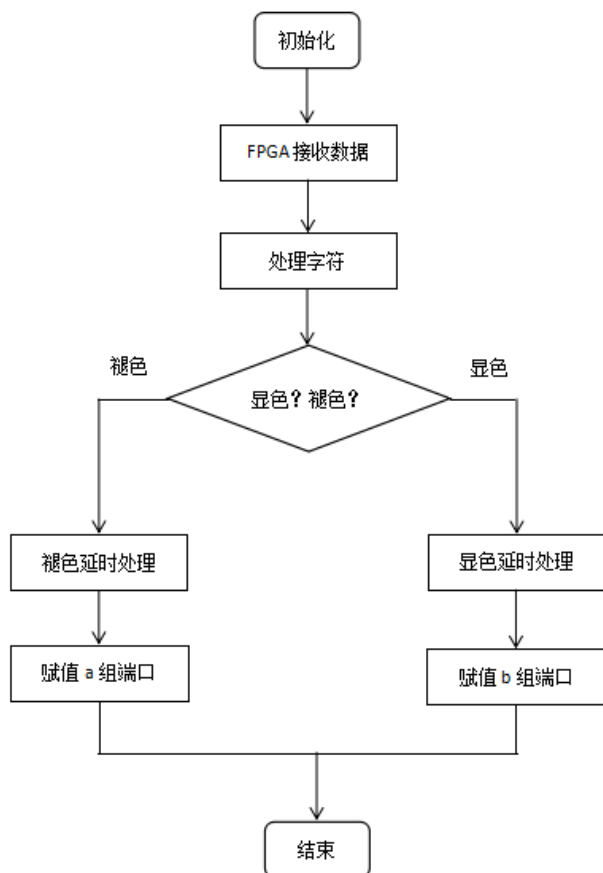 初始化
FPGA 接收数据
处理字符
褪色
显色
显色？褪色？
褪色延时处理
显色延时处理
赋值 a 组端口
赋值 b 组端口
结束